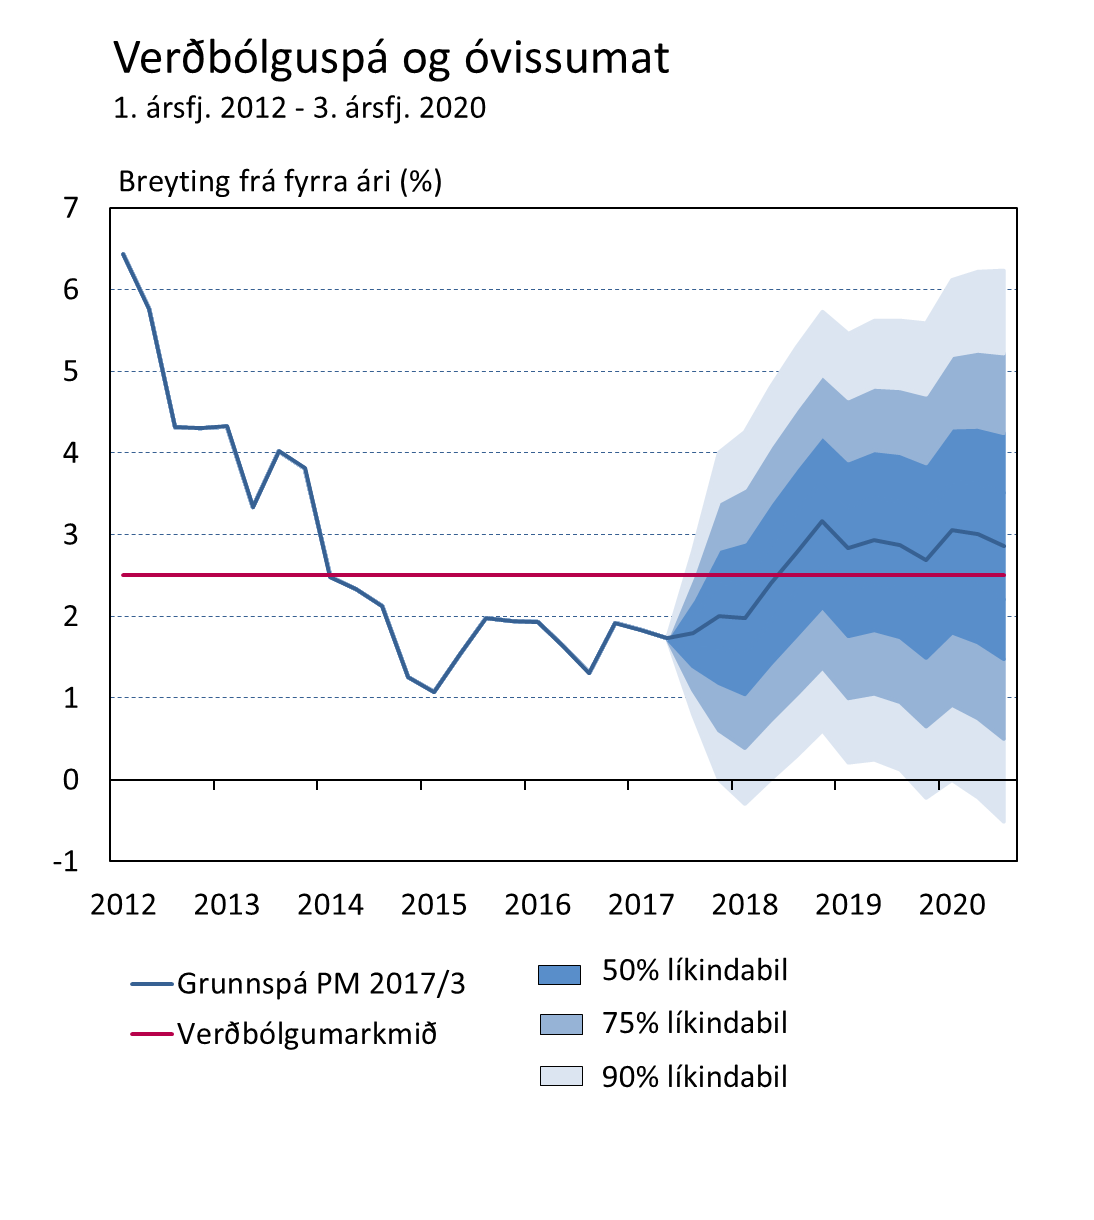 Verðbólguspá og óvissumat
1. ársfj. 2012 - 3. ársfj. 2020
Breyting frá fyrra ári (%)
7
6
5
4
3
2
1
0
-1
2012 2013 2014 2015 2016 2017 2018 2019 2020
Grunnspá PM 2017/3
Verðbólgumarkmið
50% líkindabil
75% líkindabil
90% líkindabil